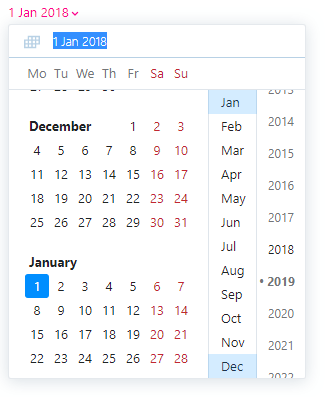 1 Jan 2018
1 Jan 2018
Mo Tu We Th Fr Sa Su
December 1 2 3
4 5 6 7 8 9 10
11 12 13 14 15 16 17
18 19 20 21 22 23 24
25 26 27 28 29 30 31
January
1 2 3 4 5 6 7
8 9 10 11 12 13 14
15 16 17 18 19 20 21
22 23 24 25 26 27 28
Jan
Feb
Mar
Apr
May
Jun
Jul
Aug
Sep
Oct
Nov
Dec
2013
2014
2015
2016
2017
2018
• 2019
2020
2021
2022